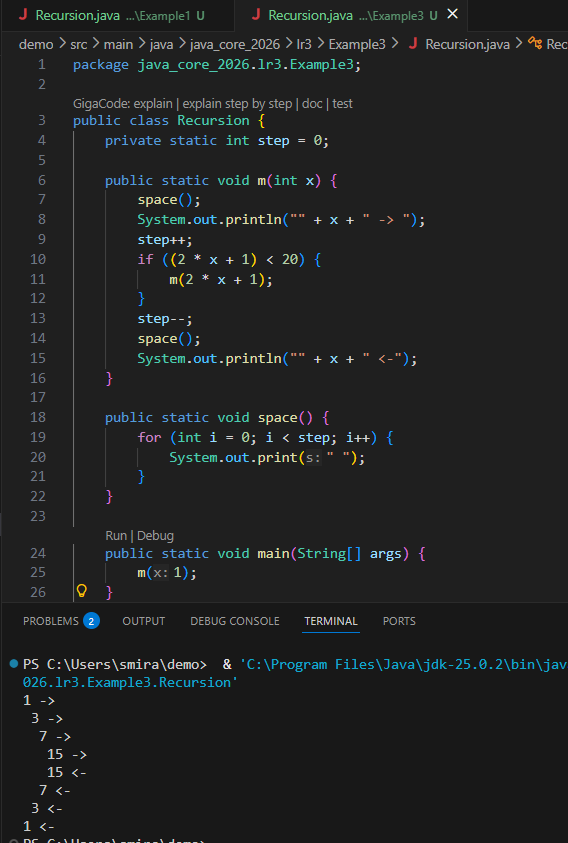 Recursion.java ...\Example1 U Recursion.java ...\Example3 U
demo > src > main > java > java_core_2026 > lr3 > Example3 > Recursion.java > Rec
1 package java_core_2026.lr3.Example3;
2
GigaCode: explain | explain step by step | doc | test
3 public class Recursion {
4     private static int step = 0;
5
6     public static void m(int x) {
7         space();
8         System.out.println("" + x + " -> ");
9         step++;
10         if ((2 * x + 1) < 20) {
11             m(2 * x + 1);
12         }
13         step--;
14         space();
15         System.out.println("" + x + " <-");
16     }
17
18     public static void space() {
19         for (int i = 0; i < step; i++) {
20             System.out.print(s: " ");
21         }
22     }
23
Run | Debug
24     public static void main(String[] args) {
25         m(x: 1);
26     }
PROBLEMS 2 OUTPUT DEBUG CONSOLE TERMINAL PORTS
PS C:\Users\smira\demo>  & 'C:\Program Files\Java\jdk-25.0.2\bin\jav
026.lr3.Example3.Recursion'
1 ->
 3 ->
  7 ->
   15 ->
   15 <-
  7 <-
 3 <-
1 <-
PS C:\Users\smira\demo>